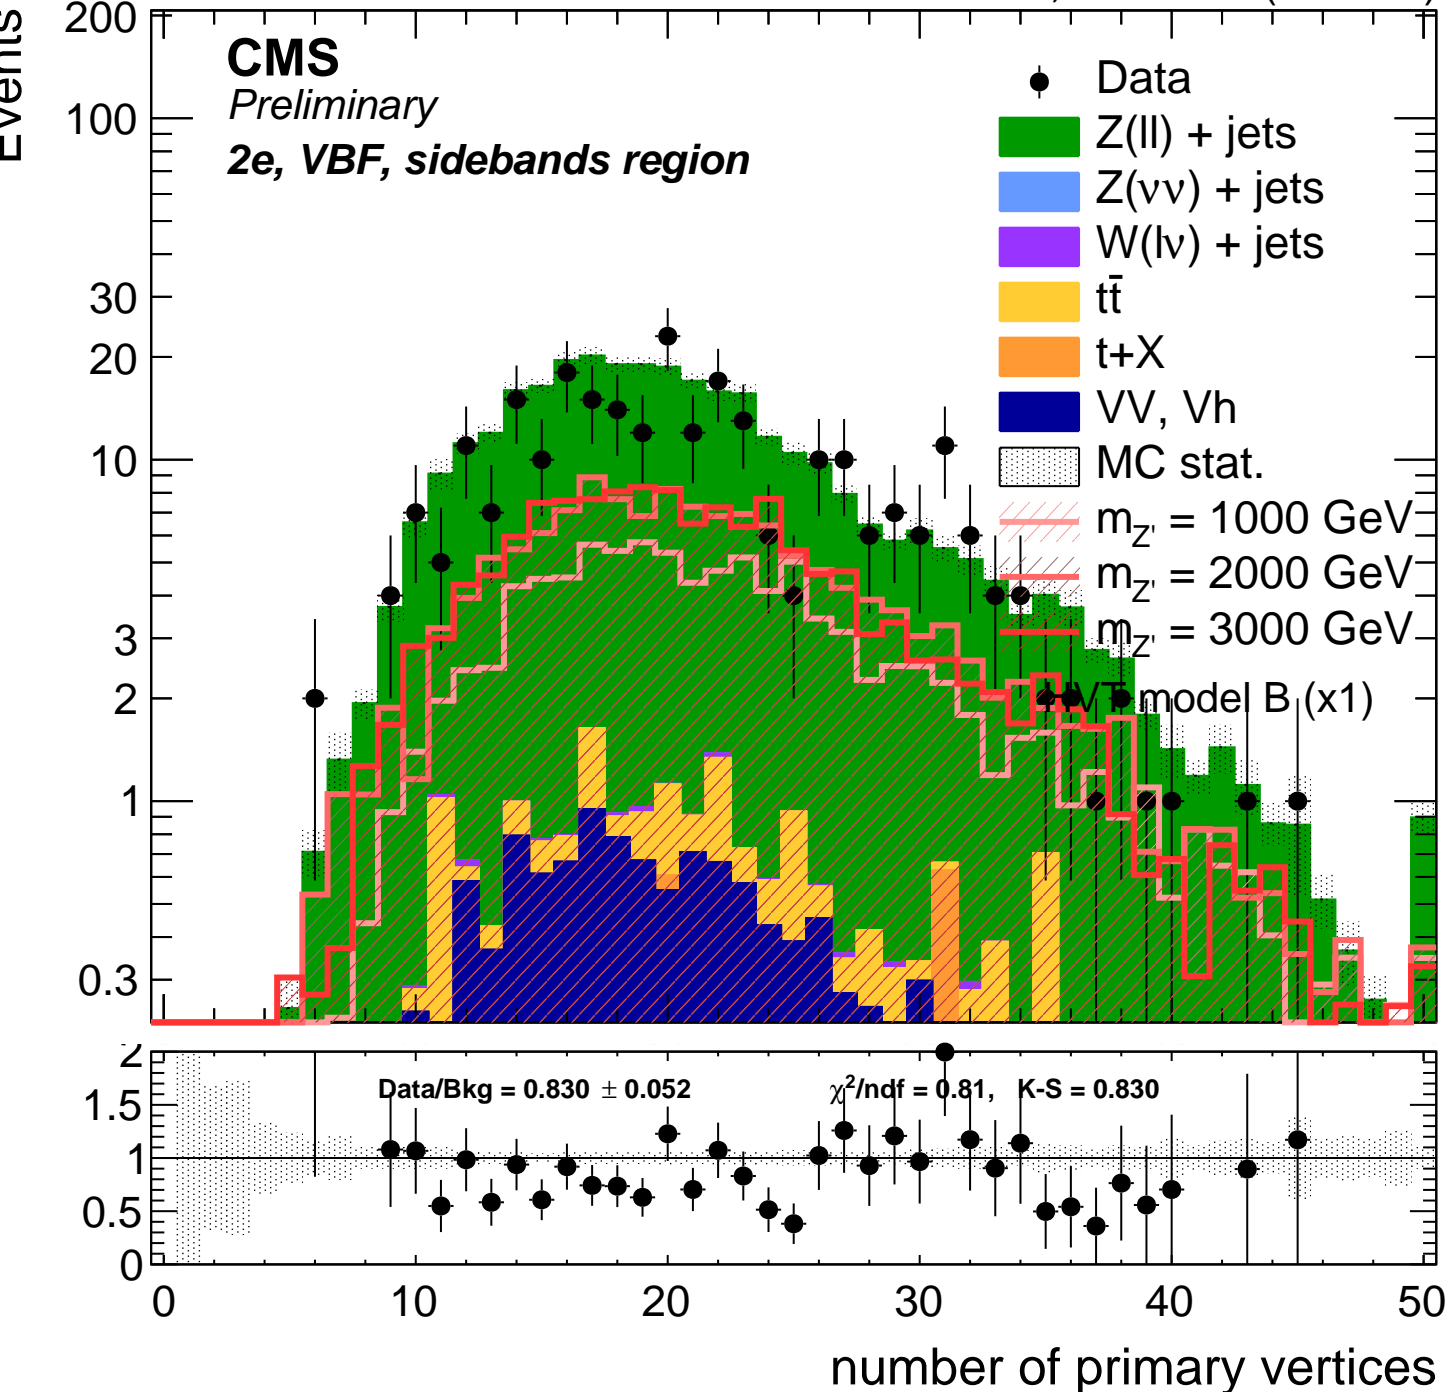 Events
200
100
30
20
10
3
2
1
0.3
CMS
Preliminary
2e, VBF, sidebands region
Data
Z(ll) + jets
Z(νν) + jets
W(lν) + jets
tt̄
t+X
VV, Vh
MC stat.
m_Z' = 1000 GeV
m_Z' = 2000 GeV
m_Z' = 3000 GeV
HVT model B (x1)
2
1.5
1
0.5
0
Data/Bkg = 0.830 ± 0.052
χ²/ndf = 0.81, K-S = 0.830
0 10 20 30 40 50
number of primary vertices